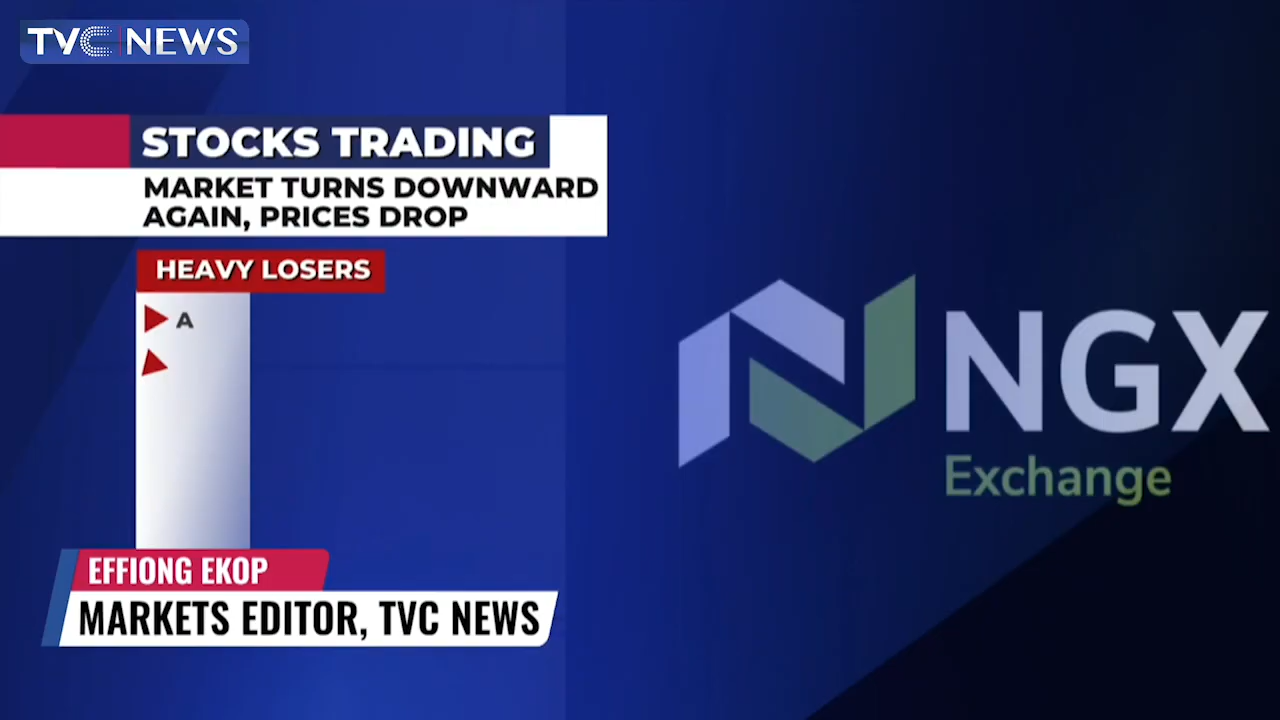 TVC NEWS
STOCKS TRADING
MARKET TURNS DOWNWARD
AGAIN, PRICES DROP
HEAVY LOSERS
A
NGX
Exchange
EFFIONG EKOP
MARKETS EDITOR, TVC NEWS